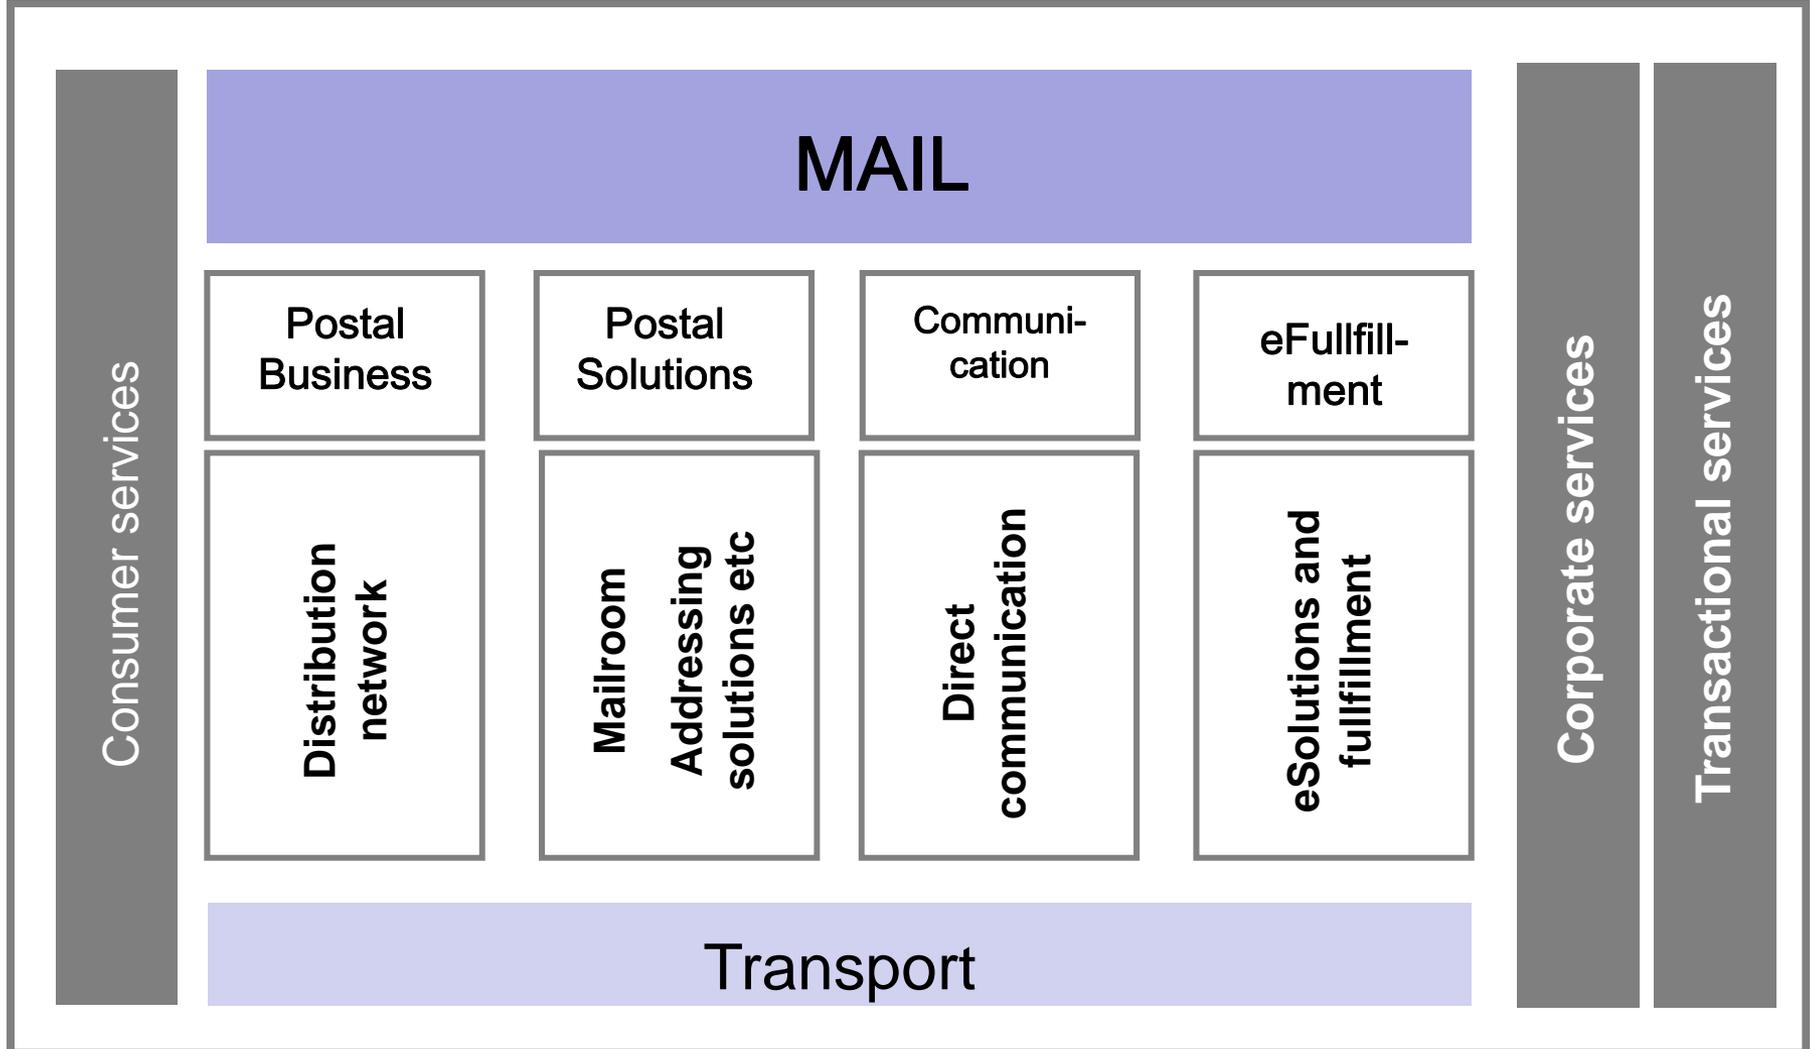 Consumer services
MAIL
Postal
Business
Postal
Solutions
Communi-
cation
eFullfill-
ment
Distribution
network
Mailroom
Addressing
solutions etc
Direct
communication
eSolutions and
fullfillment
Transport
Corporate services
Transactional services